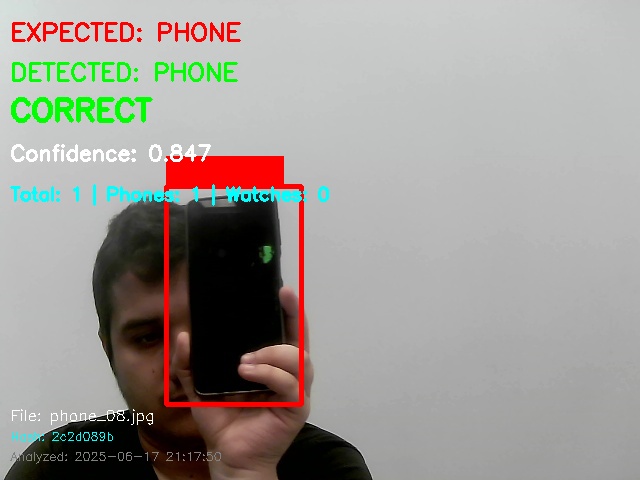 EXPECTED: PHONE
DETECTED: PHONE
CORRECT
Confidence: 0.847
Total: 1 | Phones: 1 | Watches: 0
File: phone_08.jpg
Hash: 2c2d089b
Analyzed: 2025-06-17 21:17:50